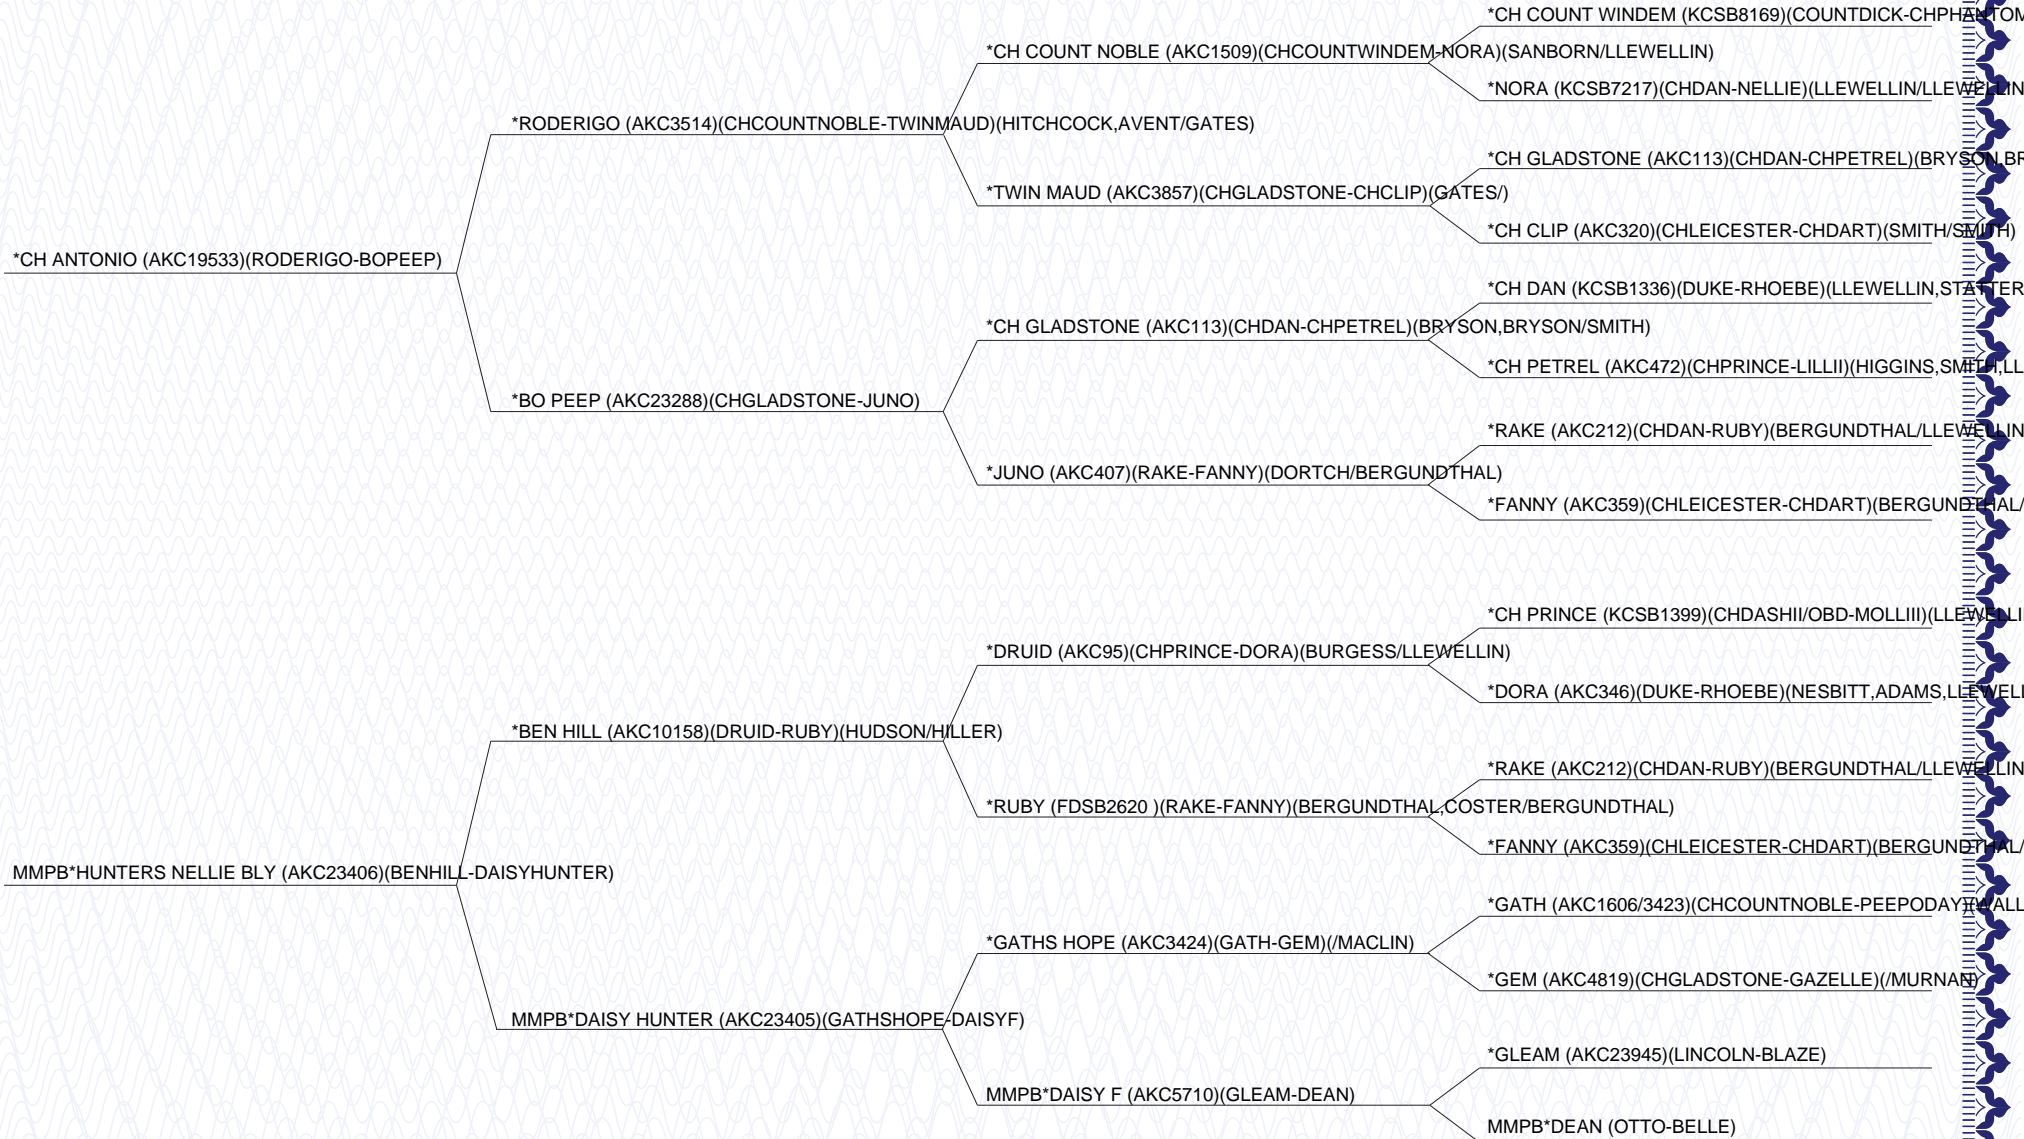 *CH COUNT WINDEM (KCSB8169)(COUNTDICK-CHPHANTOM
*CH COUNT NOBLE (AKC1509)(CHCOUNTWINDEM-NORA)(SANBORN/LLEWELLIN)
*NORA (KCSB7217)(CHDAN-NELLIE)(LLEWELLIN/LLEWELLIN
*RODERIGO (AKC3514)(CHCOUNTNOBLE-TWINMAUD)(HITCHCOCK,AVENT/GATES)
*CH GLADSTONE (AKC113)(CHDAN-CHPETREL)(BRYSON,BR
*TWIN MAUD (AKC3857)(CHGLADSTONE-CHCLIP)(GATES/)
*CH CLIP (AKC320)(CHLEICESTER-CHDART)(SMITH/SMITH)
*CH ANTONIO (AKC19533)(RODERIGO-BOPEEP)
*CH DAN (KCSB1336)(DUKE-RHOEBE)(LLEWELLIN,STATTER
*CH GLADSTONE (AKC113)(CHDAN-CHPETREL)(BRYSON,BRYSON/SMITH)
*CH PETREL (AKC472)(CHPRINCE-LILLII)(HIGGINS,SMITH,LL
*BO PEEP (AKC23288)(CHGLADSTONE-JUNO)
*RAKE (AKC212)(CHDAN-RUBY)(BERGUNDTHAL/LLEWELLIN
*JUNO (AKC407)(RAKE-FANNY)(DORTCH/BERGUNDTHAL)
*FANNY (AKC359)(CHLEICESTER-CHDART)(BERGUNDTHAL/
*CH PRINCE (KCSB1399)(CHDASHII/OBD-MOLLIII)(LLEWELLI
*DRUID (AKC95)(CHPRINCE-DORA)(BURGESS/LLEWELLIN)
*DORA (AKC346)(DUKE-RHOEBE)(NESBITT,ADAMS,LLEWELL
*BEN HILL (AKC10158)(DRUID-RUBY)(HUDSON/HILLER)
*RAKE (AKC212)(CHDAN-RUBY)(BERGUNDTHAL/LLEWELLIN
*RUBY (FDSB2620 )(RAKE-FANNY)(BERGUNDTHAL,COSTER/BERGUNDTHAL)
*FANNY (AKC359)(CHLEICESTER-CHDART)(BERGUNDTHAL/
MMPB*HUNTERS NELLIE BLY (AKC23406)(BENHILL-DAISYHUNTER)
*GATH (AKC1606/3423)(CHCOUNTNOBLE-PEEPODAY)(WALL
*GATHS HOPE (AKC3424)(GATH-GEM)(/MACLIN)
*GEM (AKC4819)(CHGLADSTONE-GAZELLE)(/MURNAN)
MMPB*DAISY HUNTER (AKC23405)(GATHSHOPE-DAISYF)
*GLEAM (AKC23945)(LINCOLN-BLAZE)
MMPB*DAISY F (AKC5710)(GLEAM-DEAN)
MMPB*DEAN (OTTO-BELLE)